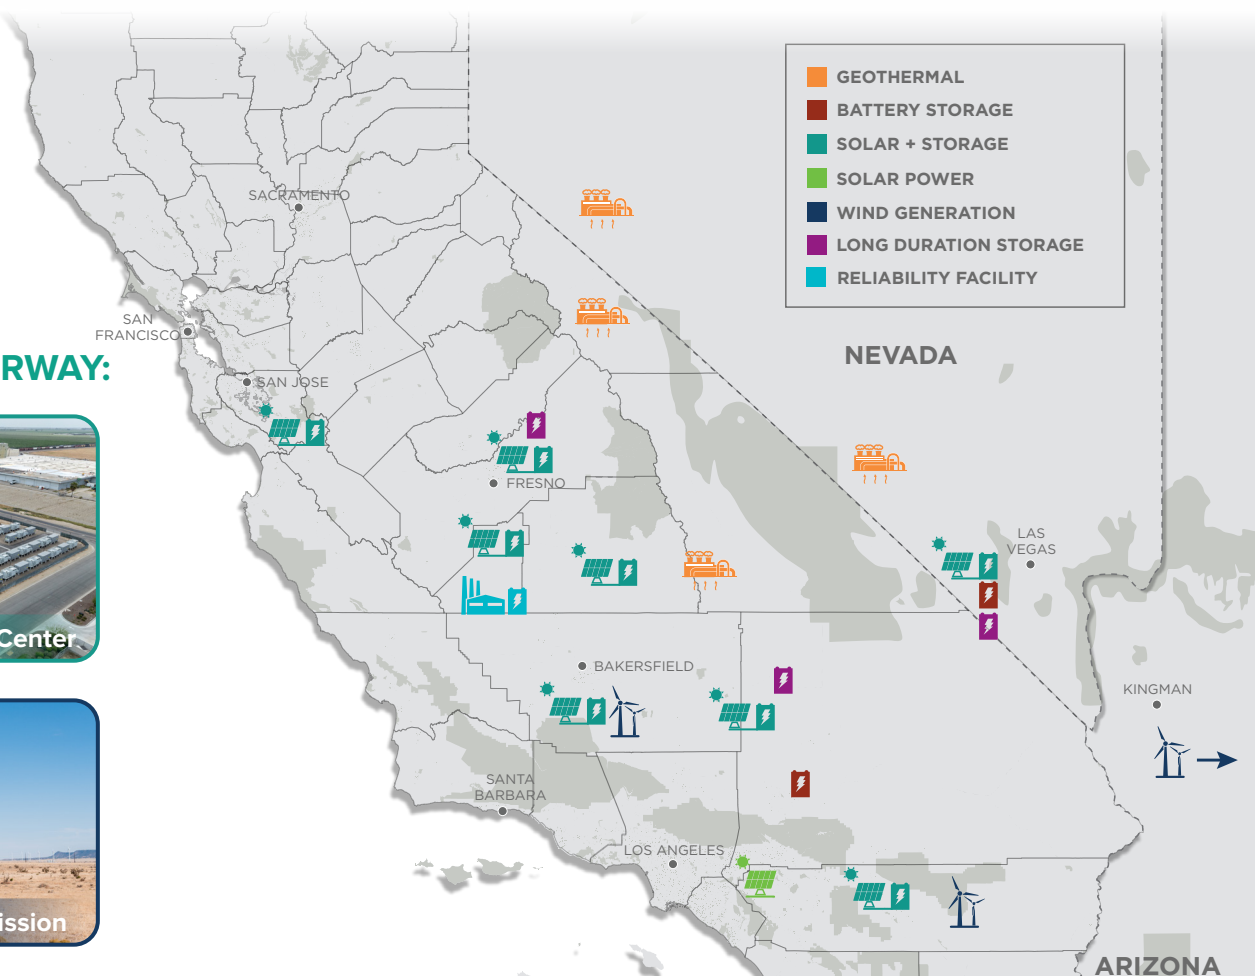 GEOTHERMAL
BATTERY STORAGE
SOLAR + STORAGE
SOLAR POWER
WIND GENERATION
LONG DURATION STORAGE
RELIABILITY FACILITY
SACRAMENTO
SAN
FRANCISCO
NEVADA
RWAY:
SAN JOSE
FRESNO
LAS
VEGAS
Center
BAKERSFIELD
KINGMAN
SANTA
BARBARA
LOS ANGELES
ission
ARIZONA